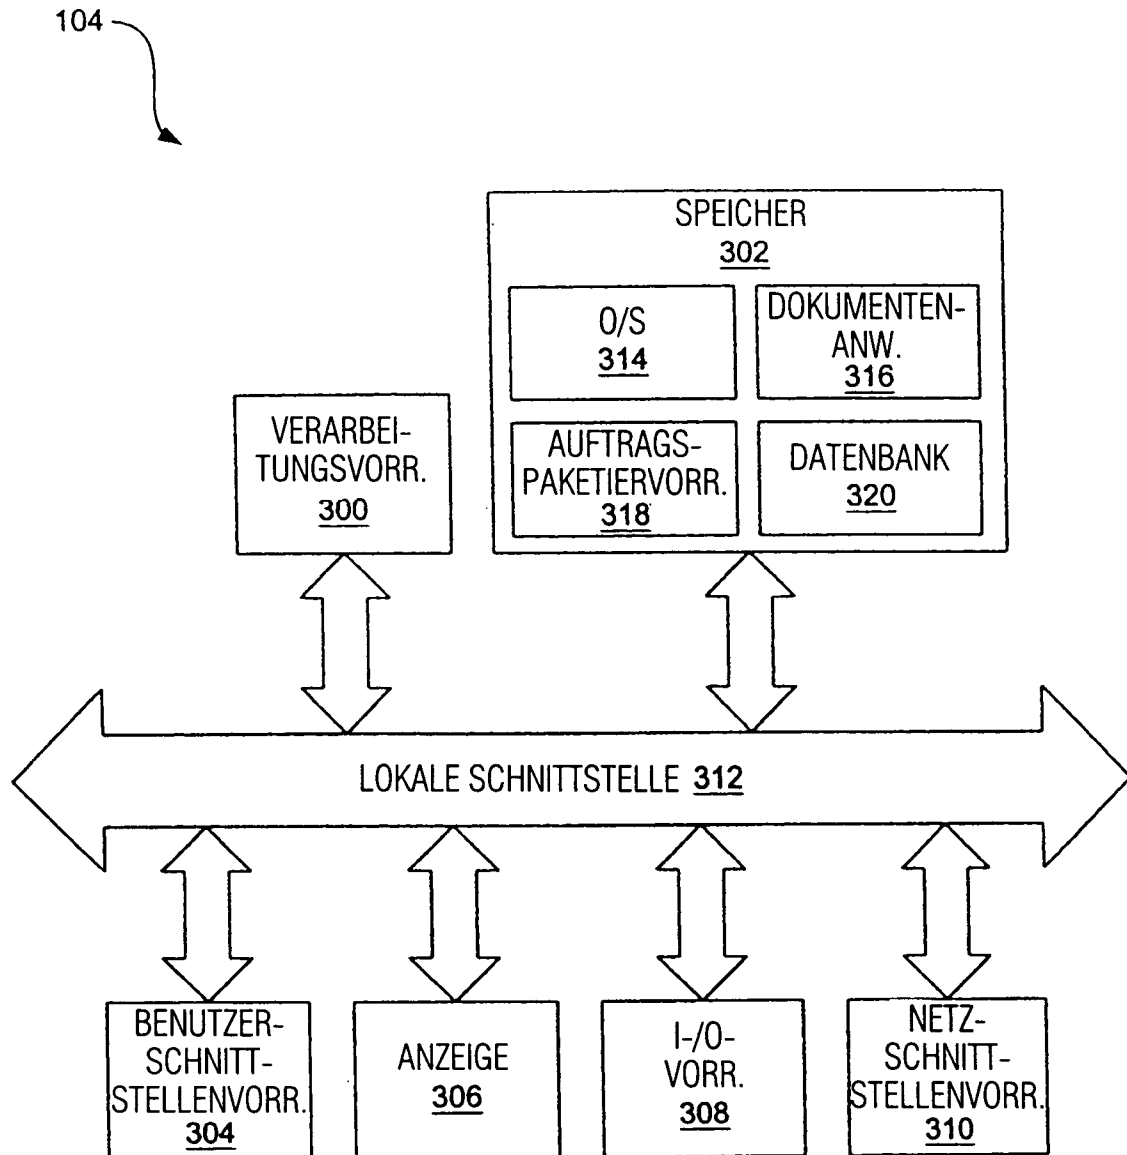 104
SPEICHER
302
O/S
314
DOKUMENTEN-
ANW.
316
VERARBEI-
TUNGSVORR.
300
AUFTRAGS-
PAKETIERVORR.
318
DATENBANK
320
LOKALE SCHNITTSTELLE 312
BENUTZER-
SCHNITT-
STELLENVORR.
304
ANZEIGE
306
I-/O-
VORR.
308
NETZ-
SCHNITT-
STELLENVORR.
310